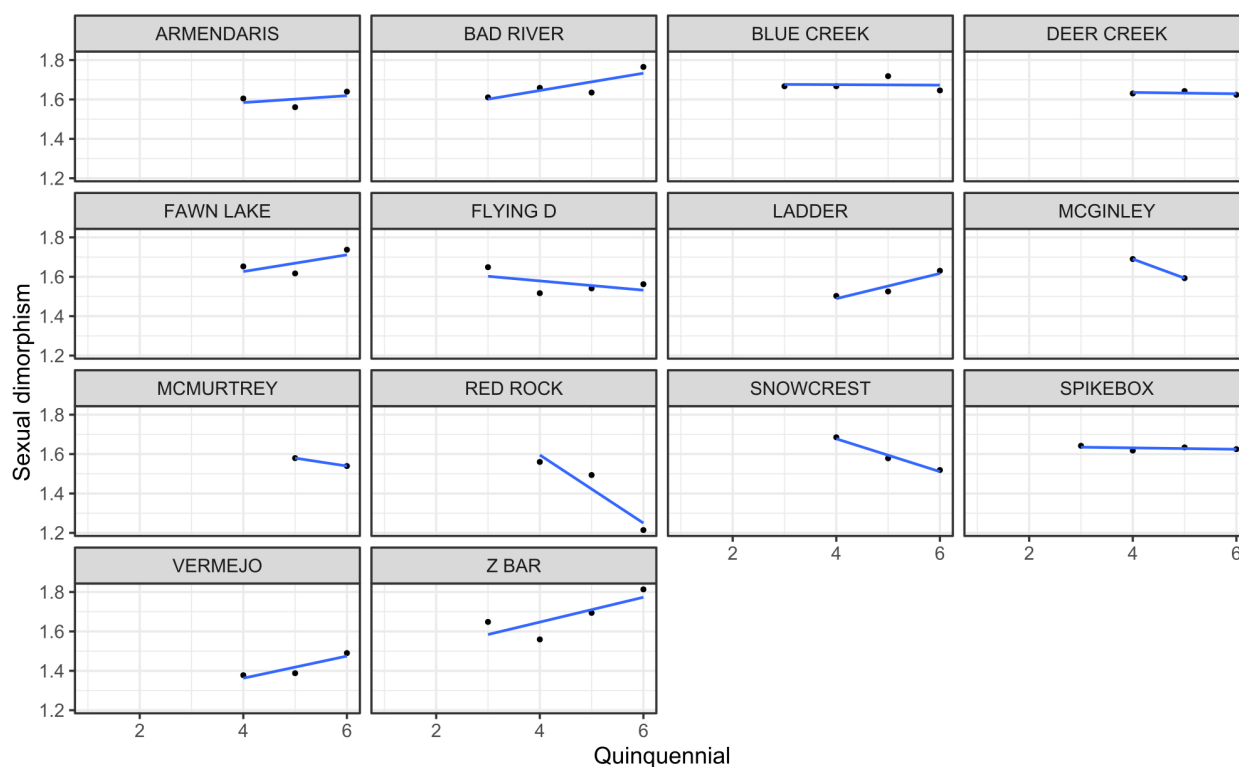 ARMENDARIS BAD RIVER BLUE CREEK DEER CREEK
1.8
1.6
1.4
1.2
FAWN LAKE FLYING D LADDER MCGINLEY
1.8
1.6
1.4
1.2
MCMURTREY RED ROCK SNOWCREST SPIKEBOX
1.8
1.6
1.4
1.2
2 4 6 2 4 6
VERMEJO Z BAR
1.8
1.6
1.4
1.2
2 4 6 2 4 6
Sexual dimorphism
Quinquennial